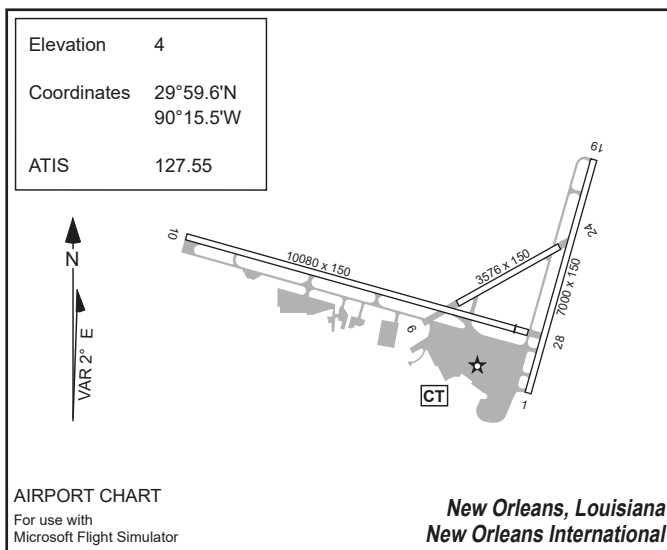 Elevation 4
Coordinates 29°59.6'N
90°15.5'W
ATIS 127.55
N
VAR 2° E
10
10080 x 150
3576 x 150
7000 x 150
19
24
6
28
1
CT
AIRPORT CHART
For use with
Microsoft Flight Simulator
New Orleans, Louisiana
New Orleans International